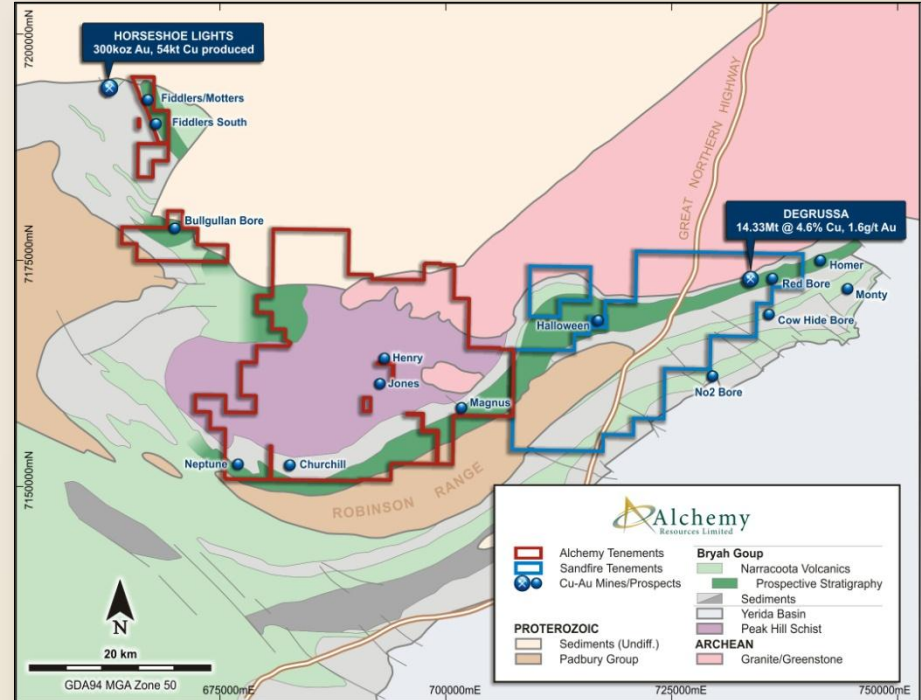 7200000mN
HORSESHOE LIGHTS
300koz Au, 54kt Cu produced
Fiddlers/Motters
Fiddlers South
GREAT NORTHERN HIGHWAY
Bullgullan Bore
DEGRUSSA
14.33Mt @ 4.6% Cu, 1.6g/t Au
7175000mN
Homer
Red Bore
Monty
Halloween
Cow Hide Bore
Henry
Jones
No2 Bore
Magnus
Neptune
Churchill
7150000mN
ROBINSON RANGE
Alchemy
Resources Limited
Alchemy Tenements
Sandfire Tenements
Cu-Au Mines/Prospects
PROTEROZOIC
Sediments (Undiff.)
Padbury Group
Bryah Goup
Narracoota Volcanics
Prospective Stratigraphy
Sediments
Yerida Basin
Peak Hill Schist
ARCHEAN
Granite/Greenstone
N
20 km
GDA94 MGA Zone 50
675000mE
700000mE
725000mE
750000mE